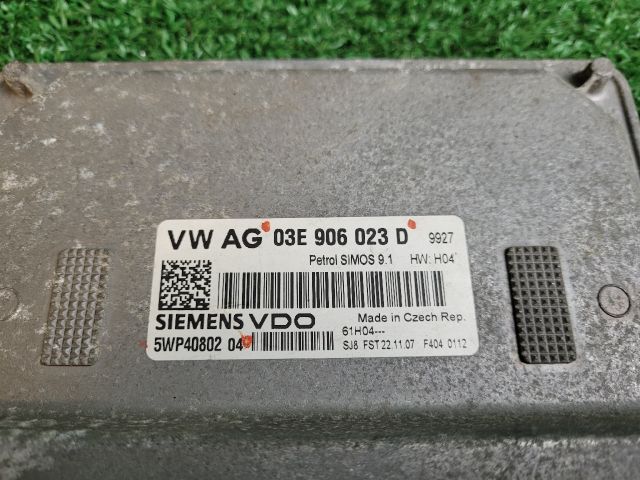 VW AG 03E 906 023 D 9927
Petrol SIMOS 9.1 HW: H04
SIEMENS VDO Made in Czech Rep.
61H04---
5WP40802 04 SJ8 FST 22.11.07 F404 0112